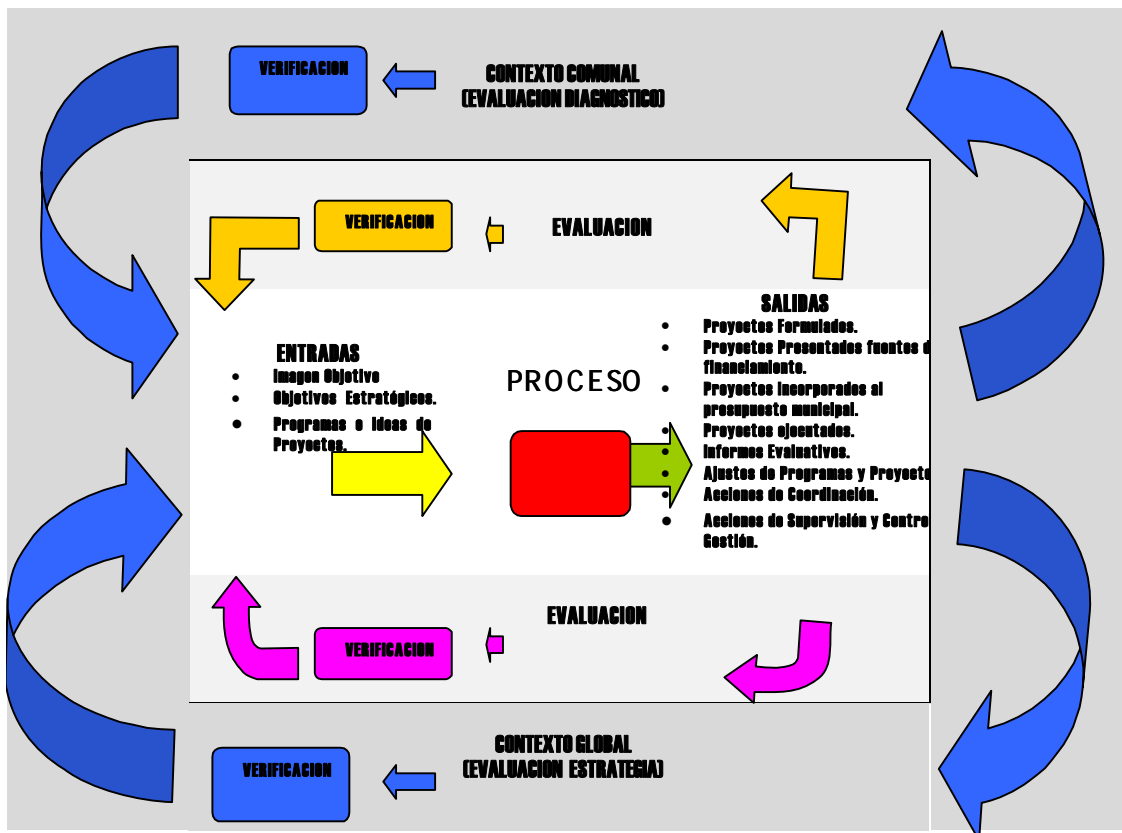 VERIFICACION
CONTEXTO COMUNAL
(EVALUACION DIAGNOSTICO)
VERIFICACION
EVALUACION
ENTRADAS
• Imagen Objetivo
• Objetivos Estratégicos.
• Programas e Ideas de
Proyectos.
PROCESO
SALIDAS
• Proyectos Formulados.
• Proyectos Presentados fuentes d
financiamiento.
• Proyectos incorporados al
presupuesto municipal.
• Proyectos ejecutados.
• Informes Evaluativos.
• Ajustes de Programas y Proyecto
• Acciones de Coordinación.
• Acciones de Supervisión y Contro
Gestión.
VERIFICACION
EVALUACION
VERIFICACION
CONTEXTO GLOBAL
(EVALUACION ESTRATEGIA)